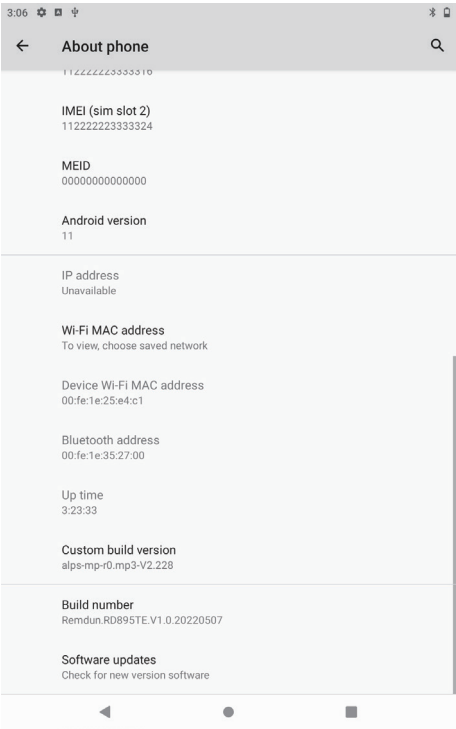 3:06
About phone
112222223333316
IMEI (sim slot 2)
112222223333324
MEID
00000000000000
Android version
11
IP address
Unavailable
Wi-Fi MAC address
To view, choose saved network
Device Wi-Fi MAC address
00:fe:1e:25:e4:c1
Bluetooth address
00:fe:1e:35:27:00
Up time
3:23:33
Custom build version
alps-mp-r0.mp3-V2.228
Build number
Remdun.RD895TE.V1.0.20220507
Software updates
Check for new version software